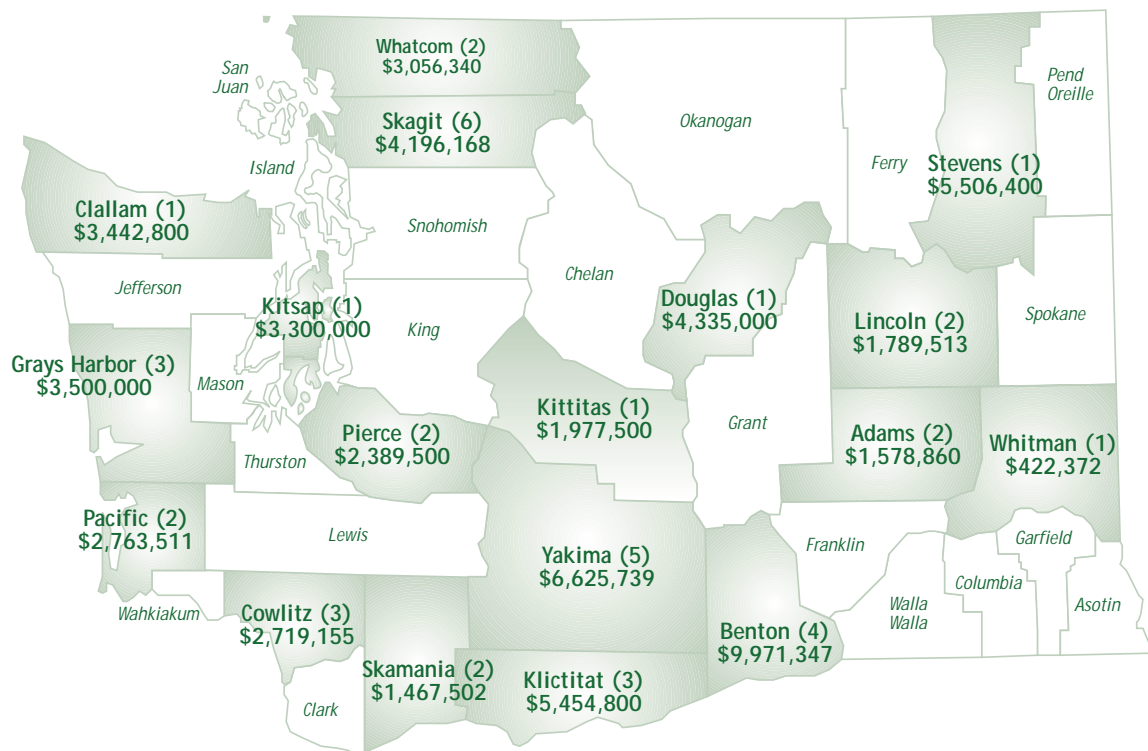 Whatcom (2)
$3,056,340
San
Juan
Skagit (6)
$4,196,168
Okanogan
Pend
Oreille
Island
Ferry
Stevens (1)
$5,506,400
Clallam (1)
$3,442,800
Snohomish
Jefferson
Chelan
Kitsap (1)
$3,300,000
King
Douglas (1)
$4,335,000
Lincoln (2)
$1,789,513
Spokane
Grays Harbor (3)
$3,500,000
Mason
Kittitas (1)
$1,977,500
Grant
Pierce (2)
$2,389,500
Adams (2)
$1,578,860
Whitman (1)
$422,372
Thurston
Pacific (2)
$2,763,511
Lewis
Yakima (5)
$6,625,739
Franklin
Garfield
Columbia
Wahkiakum
Cowlitz (3)
$2,719,155
Walla
Walla
Asotin
Benton (4)
$9,971,347
Skamania (2)
$1,467,502
Klictitat (3)
$5,454,800
Clark